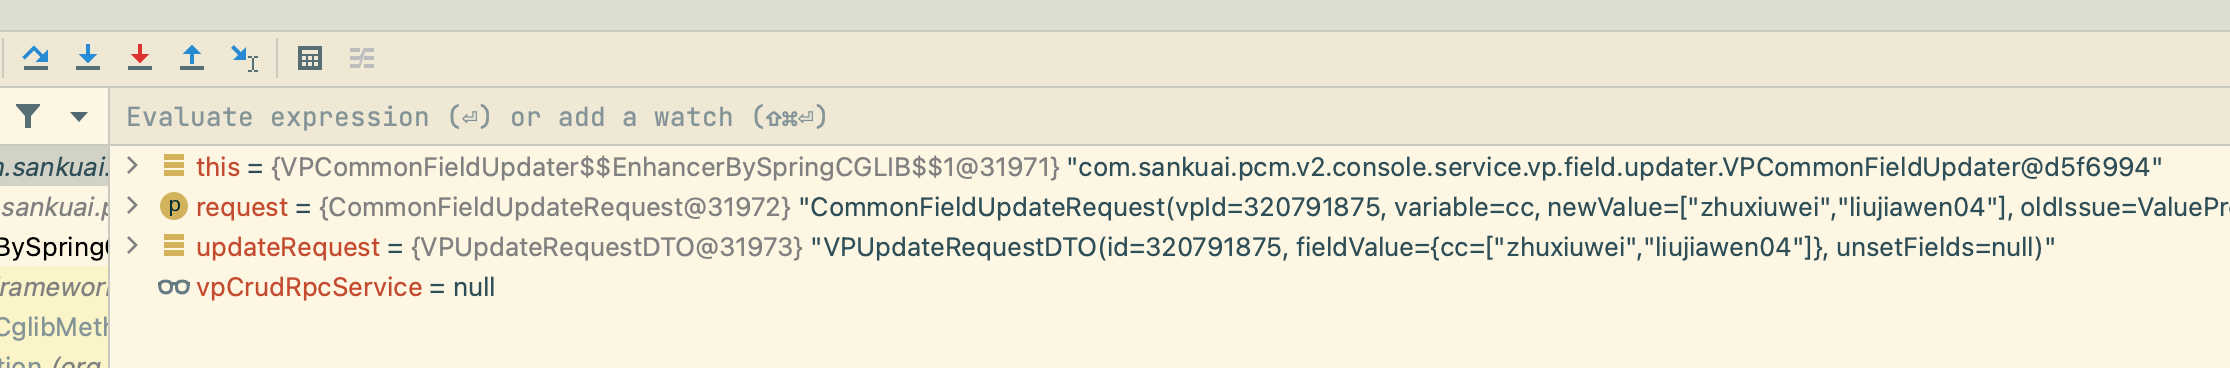 Evaluate expression (⏎) or add a watch (⇧⌘⏎)
n.sankuai.
this = {VPCommonFieldUpdater$$EnhancerBySpringCGLIB$$1@31971} "com.sankuai.pcm.v2.console.service.vp.field.updater.VPCommonFieldUpdater@d5f6994"
sankuai.p
request = {CommonFieldUpdateRequest@31972} "CommonFieldUpdateRequest(vpId=320791875, variable=cc, newValue=["zhuxiuwei","liujiawen04"], oldIssue=ValuePr
BySpring
updateRequest = {VPUpdateRequestDTO@31973} "VPUpdateRequestDTO(id=320791875, fieldValue={cc=["zhuxiuwei","liujiawen04"]}, unsetFields=null)"
ramewor
vpCrudRpcService = null
CglibMeth
tion (org